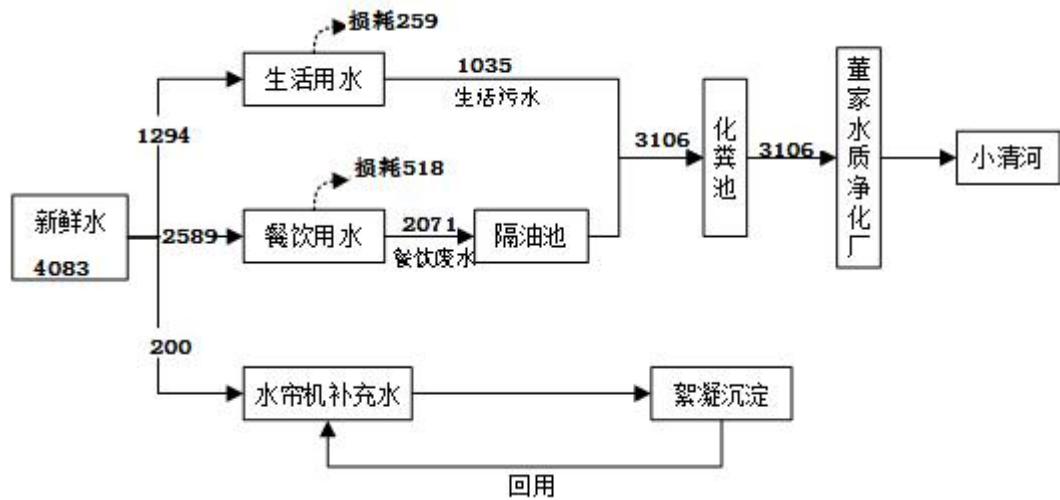 损耗259
生活用水
1035
生活污水
1294
3106
化粪池
3106
董家水质净化厂
小清河
损耗518
新鲜水
4083
2589
餐饮用水
2071
餐饮废水
隔油池
200
水帘机补充水
絮凝沉淀
回用